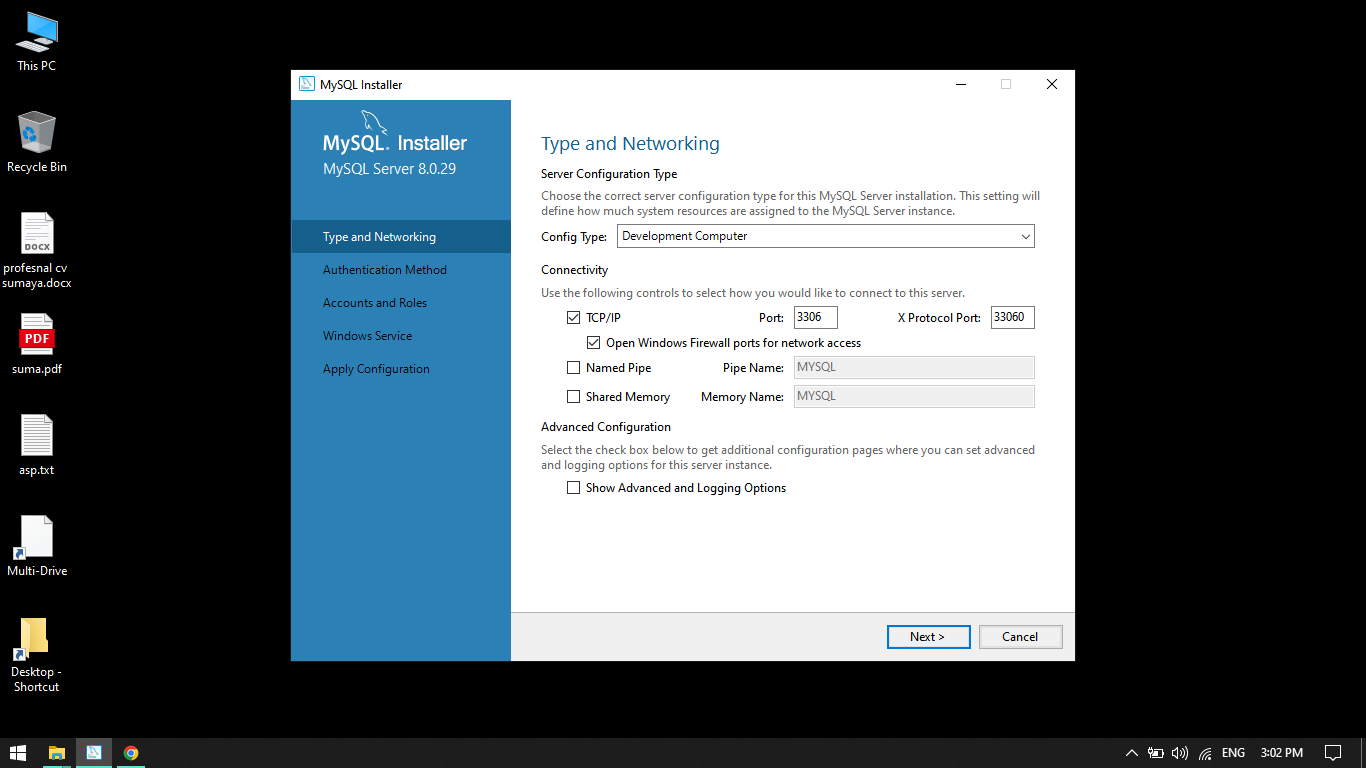 This PC
Recycle Bin
DOCX
profesnal cv
sumaya.docx
PDF
suma.pdf
asp.txt
Multi-Drive
Desktop -
Shortcut
MySQL Installer
MySQL. Installer
MySQL Server 8.0.29
Type and Networking
Authentication Method
Accounts and Roles
Windows Service
Apply Configuration
Type and Networking
Server Configuration Type
Choose the correct server configuration type for this MySQL Server installation. This setting will
define how much system resources are assigned to the MySQL Server instance.
Config Type: Development Computer
Connectivity
Use the following controls to select how you would like to connect to this server.
TCP/IP Port: 3306 X Protocol Port: 33060
Open Windows Firewall ports for network access
Named Pipe Pipe Name: MYSQL
Shared Memory Memory Name: MYSQL
Advanced Configuration
Select the check box below to get additional configuration pages where you can set advanced
and logging options for this server instance.
Show Advanced and Logging Options
Next > Cancel
ENG 3:02 PM